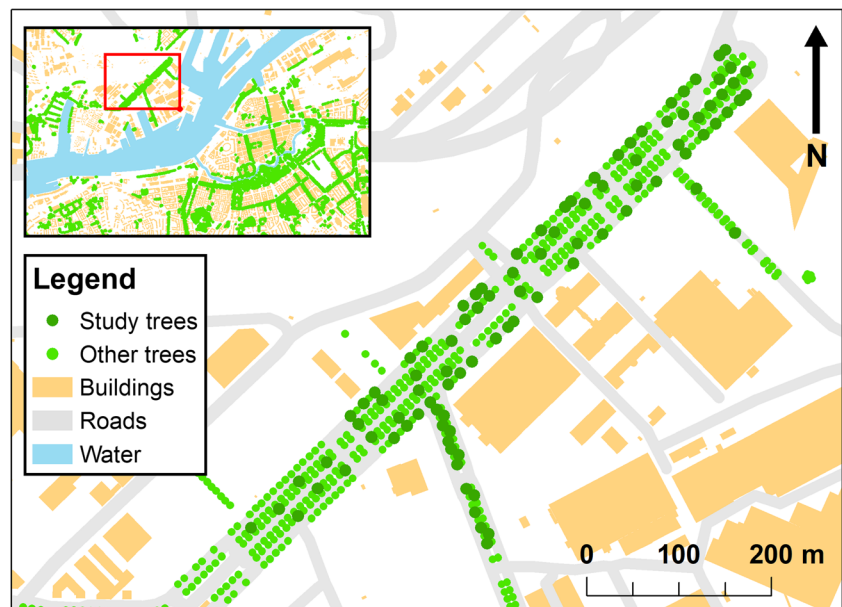 N
Legend
Study trees
Other trees
Buildings
Roads
Water
0 100 200 m